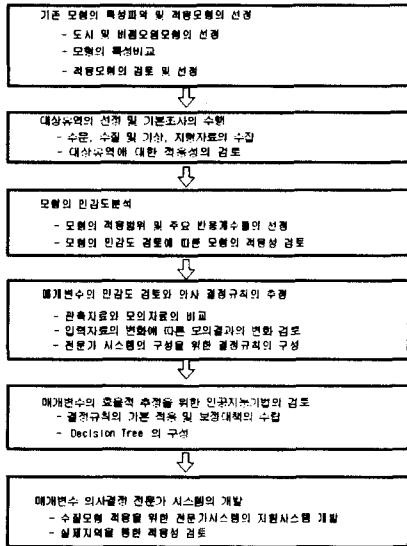 기존 모형의 특성파악 및 적용모형의 선정
- 도시 및 비점오염모형의 선정
- 모형의 특성비교
- 적용모형의 검토 및 선정
대상유역의 선정 및 기본조사의 수행
- 수문, 수질 및 기상, 지형자료의 수집
- 대상유역에 대한 적용성의 검토
모형의 민감도분석
- 모형의 적용범위 및 주요 반응계수들의 선정
- 모형의 민감도 검토에 따른 모형의 적용성 검토
매개변수의 민감도 검토와 의사 결정규칙의 추정
- 관측자료와 모의자료의 비교
- 입력자료의 변화에 따른 모의결과의 변화 검토
- 전문가 시스템의 구성을 위한 결정규칙의 구성
매개변수의 효율적 추정을 위한 인공지능기법의 검토
- 결정규칙의 기본 적용 및 보정대책의 수립
- Decision Tree 의 구성
매개변수 의사결정 전문가 시스템의 개발
- 수질모형 적용을 위한 전문가시스템의 지원시스템 개발
- 실제지역을 통한 적용성 검토